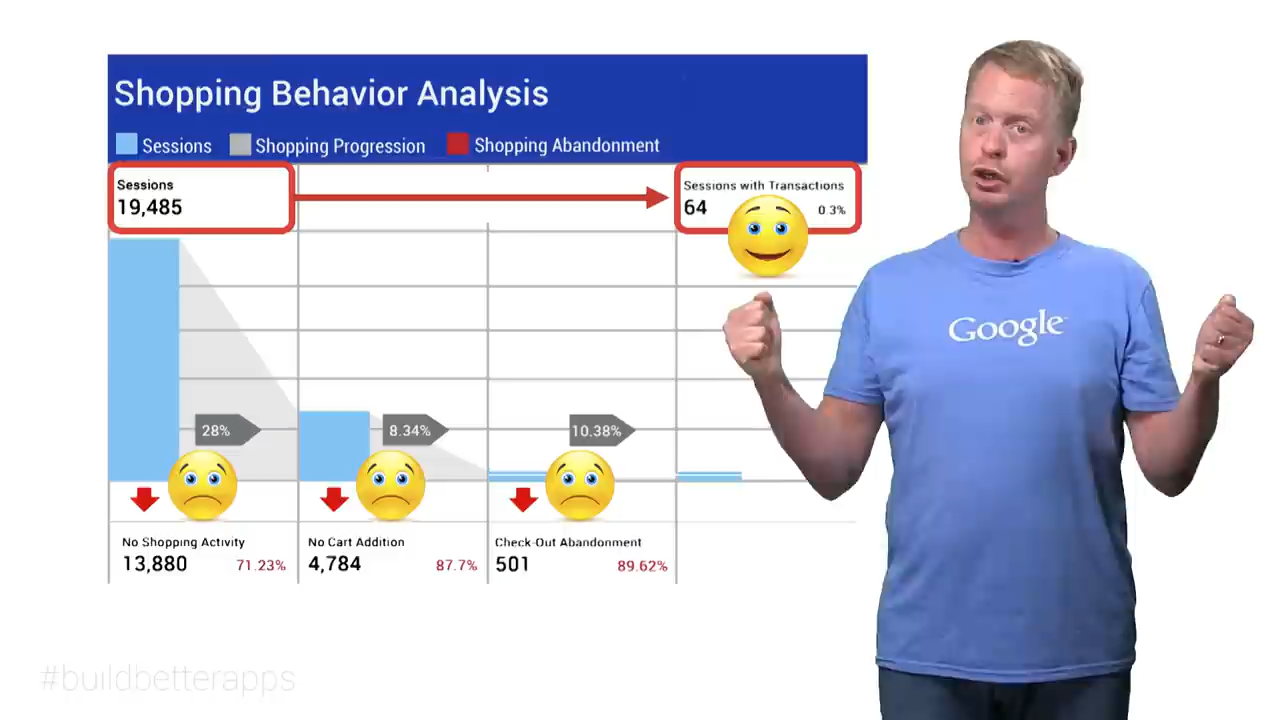 Shopping Behavior Analysis
Sessions Shopping Progression Shopping Abandonment
Sessions
19,485
Sessions with Transactions
64 0.3%
Google
28% 8.34% 10.38%
No Shopping Activity
13,880 71.23%
No Cart Addition
4,784 87.7%
Check-Out Abandonment
501 89.62%
#buildbetterapps